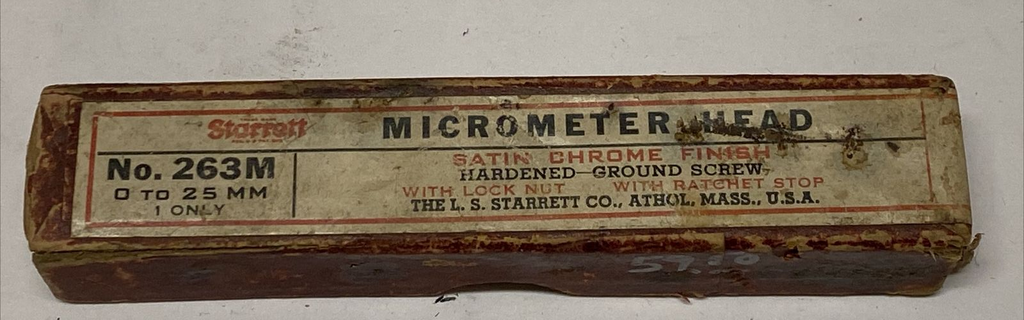 Starrett
MICROMETER HEAD
No. 263M
0 TO 25 MM
1 ONLY
SATIN CHROME FINISH
HARDENED-GROUND SCREW
WITH LOCK NUT WITH RATCHET STOP
THE L. S. STARRETT CO., ATHOL, MASS., U.S.A.